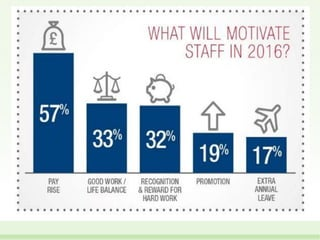 WHAT WILL MOTIVATE
STAFF IN 2016?
£
57%
33%
32%
19%
17%
PAY
RISE
GOOD WORK /
LIFE BALANCE
RECOGNITION
& REWARD FOR
HARD WORK
PROMOTION
EXTRA
ANNUAL
LEAVE